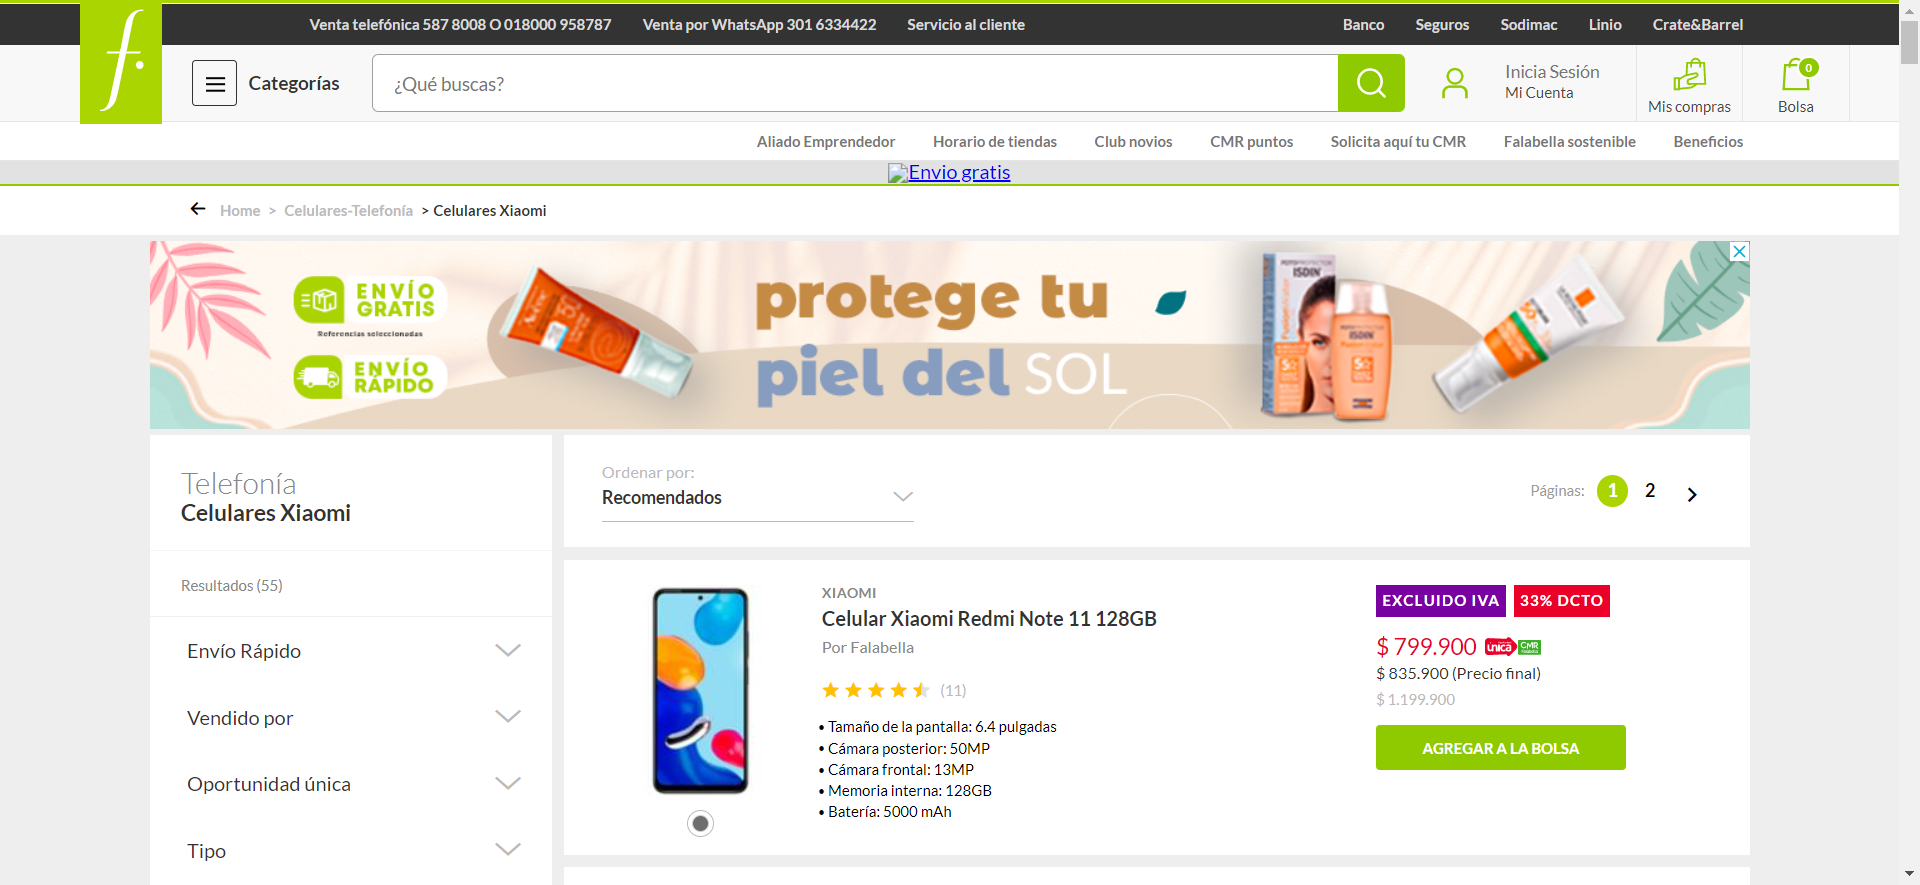 Venta telefónica 587 8008 O 018000 958787 Venta por WhatsApp 301 6334422 Servicio al cliente Banco Seguros Sodimac Linio Crate&Barrel
f.
Categorías
¿Qué buscas?
Inicia Sesión
Mi Cuenta
Mis compras
0
Bolsa
Aliado Emprendedor Horario de tiendas Club novios CMR puntos Solicita aquí tu CMR Falabella sostenible Beneficios
Envio gratis
Home > Celulares-Telefonía > Celulares Xiaomi
ENVÍO
GRATIS
Referencias seleccionadas
ENVÍO
RÁPIDO
Avène
50+
protege tu
piel del SOL
FOTOPROTECTOR
ISDIN
ISDIN
Telefonía
Celulares Xiaomi
Resultados (55)
Envío Rápido
Vendido por
Oportunidad única
Tipo
Ordenar por:
Recomendados
Páginas: 1 2
XIAOMI
Celular Xiaomi Redmi Note 11 128GB
Por Falabella
(11)
• Tamaño de la pantalla: 6.4 pulgadas
• Cámara posterior: 50MP
• Cámara frontal: 13MP
• Memoria interna: 128GB
• Batería: 5000 mAh
EXCLUIDO IVA 33% DCTO
$ 799.900 única CMR
$ 835.900 (Precio final)
$ 1.199.900
AGREGAR A LA BOLSA